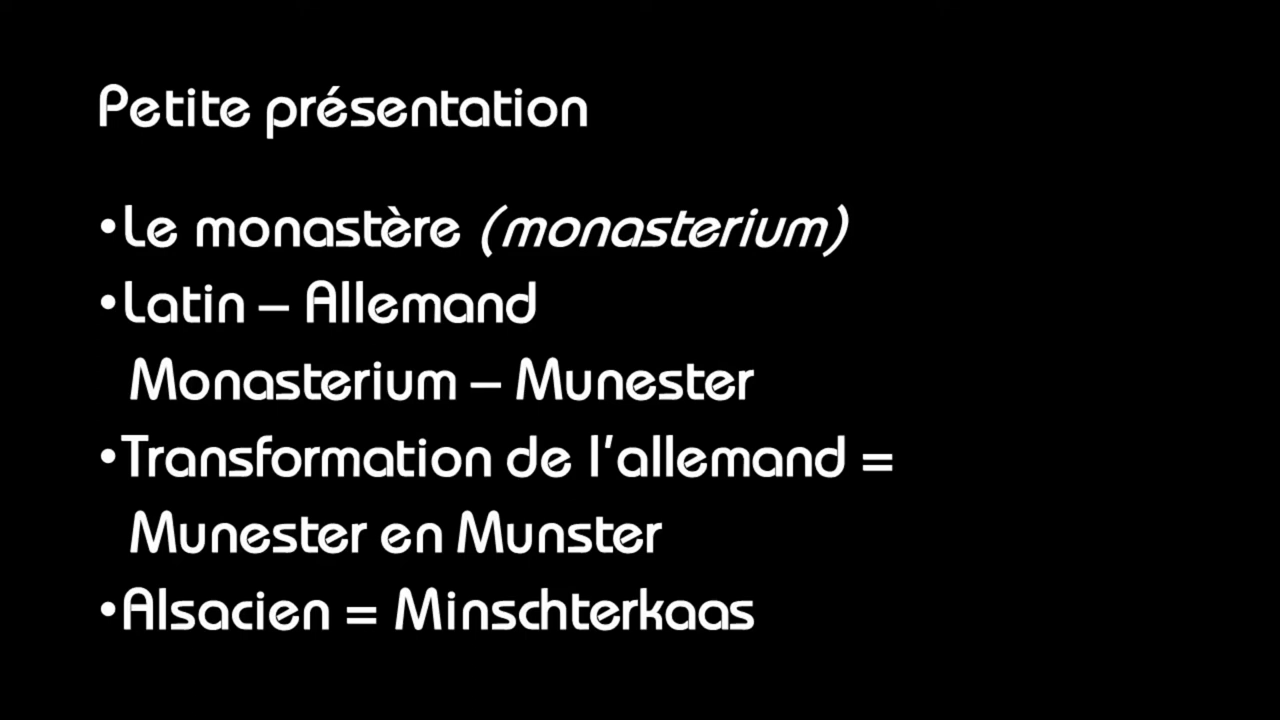 Petite présentation
•Le monastère (monasterium)
•Latin – Allemand
Monasterium – Munester
•Transformation de l'allemand =
Munester en Munster
•Alsacien = Minschterkaas